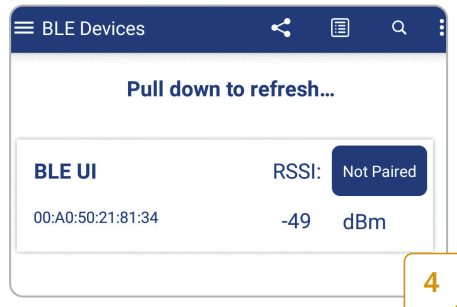 BLE Devices
Pull down to refresh...
BLE UI RSSI: Not Paired
00:A0:50:21:81:34 -49 dBm
4